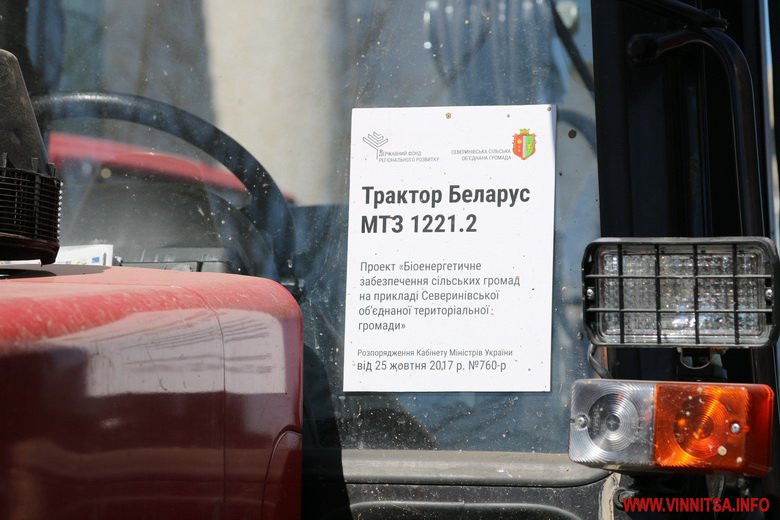 ДЕРЖАВНИЙ ФОНД
РЕГІОНАЛЬНОГО РОЗВИТКУ
СЕВЕРИНІВСЬКА СІЛЬСЬКА
ОБ'ЄДНАНА ГРОМАДА
Трактор Беларус
МТЗ 1221.2
Проект «Біоенергетичне
забезпечення сільських громад
на прикладі Северинівської
об'єднаної територіальної
громади»
Розпорядження Кабінету Міністрів України
від 25 жовтня 2017 р. №760-р
WWW.VINNITSA.INFO